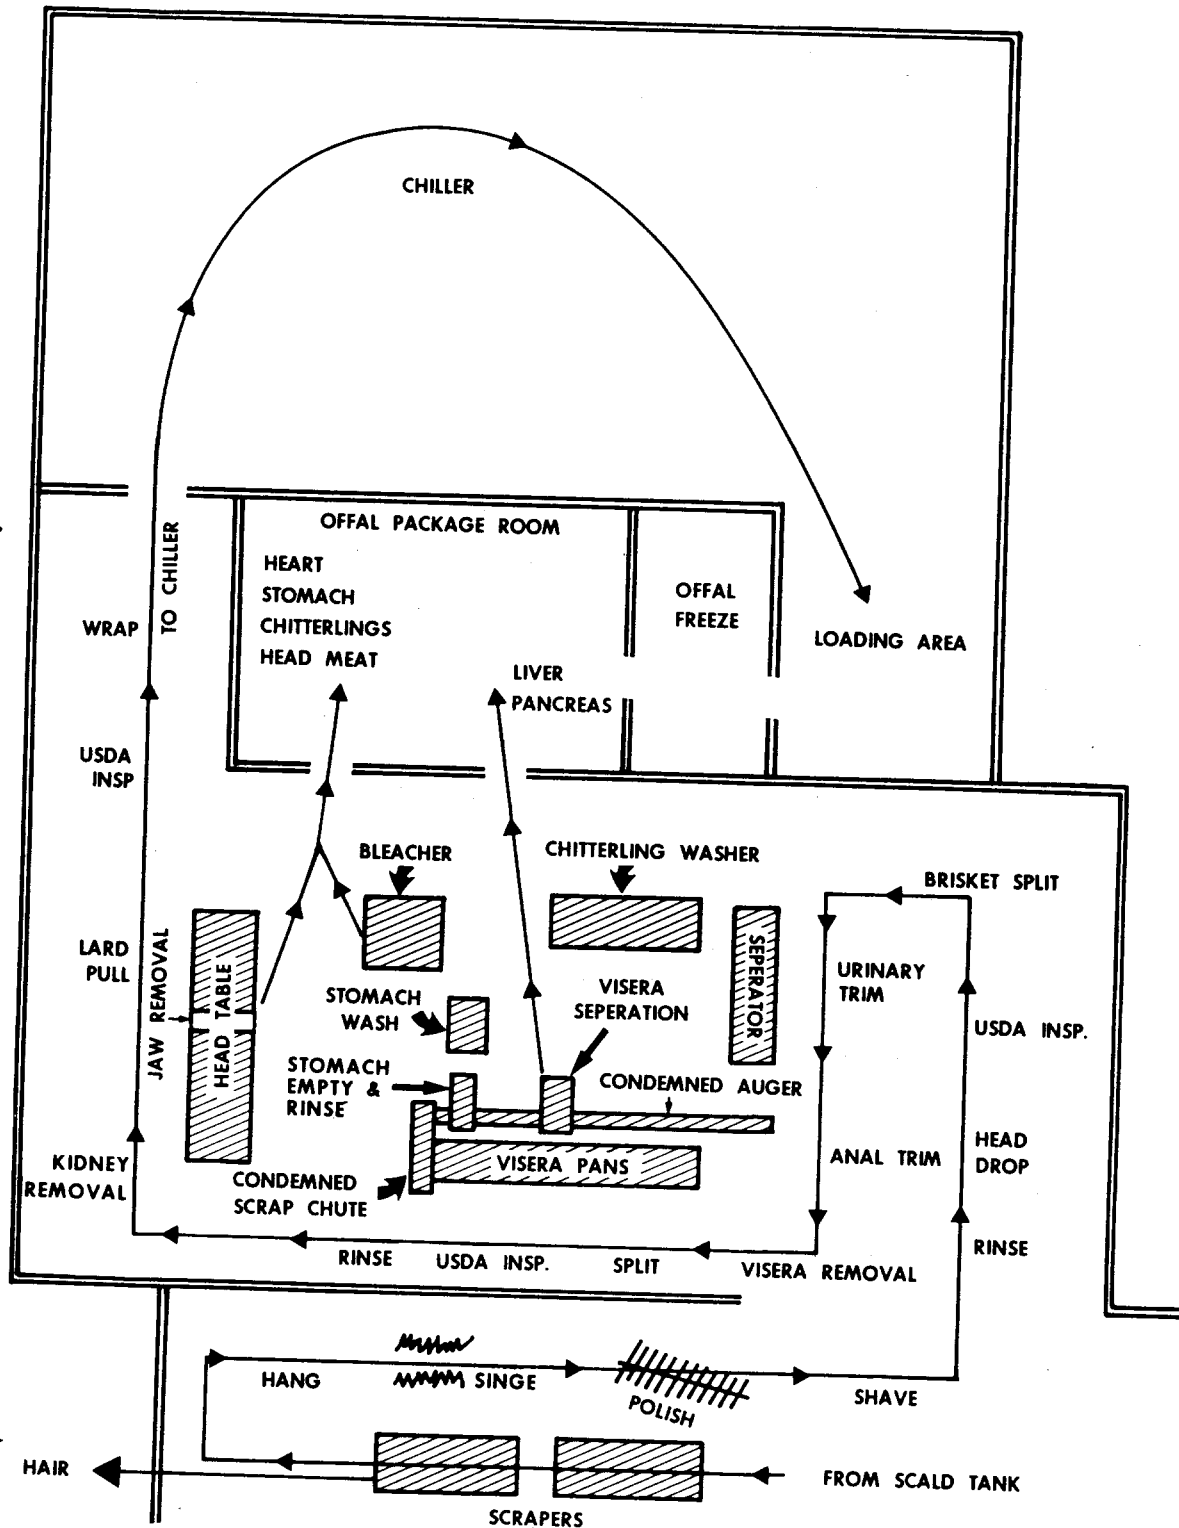 CHILLER
OFFAL PACKAGE ROOM
HEART
STOMACH
CHITTERLINGS
HEAD MEAT
LIVER
PANCREAS
OFFAL
FREEZE
LOADING AREA
TO CHILLER
WRAP
USDA
INSP
BLEACHER
CHITTERLING WASHER
BRISKET SPLIT
LARD
PULL
JAW REMOVAL
HEAD TABLE
STOMACH
WASH
VISERA
SEPERATION
SEPERATOR
URINARY
TRIM
USDA INSP.
STOMACH
EMPTY &
RINSE
CONDEMNED AUGER
KIDNEY
REMOVAL
CONDEMNED
SCRAP CHUTE
VISERA PANS
ANAL TRIM
HEAD
DROP
RINSE
USDA INSP.
SPLIT
VISERA REMOVAL
RINSE
HANG
SINGE
POLISH
SHAVE
HAIR
SCRAPERS
FROM SCALD TANK